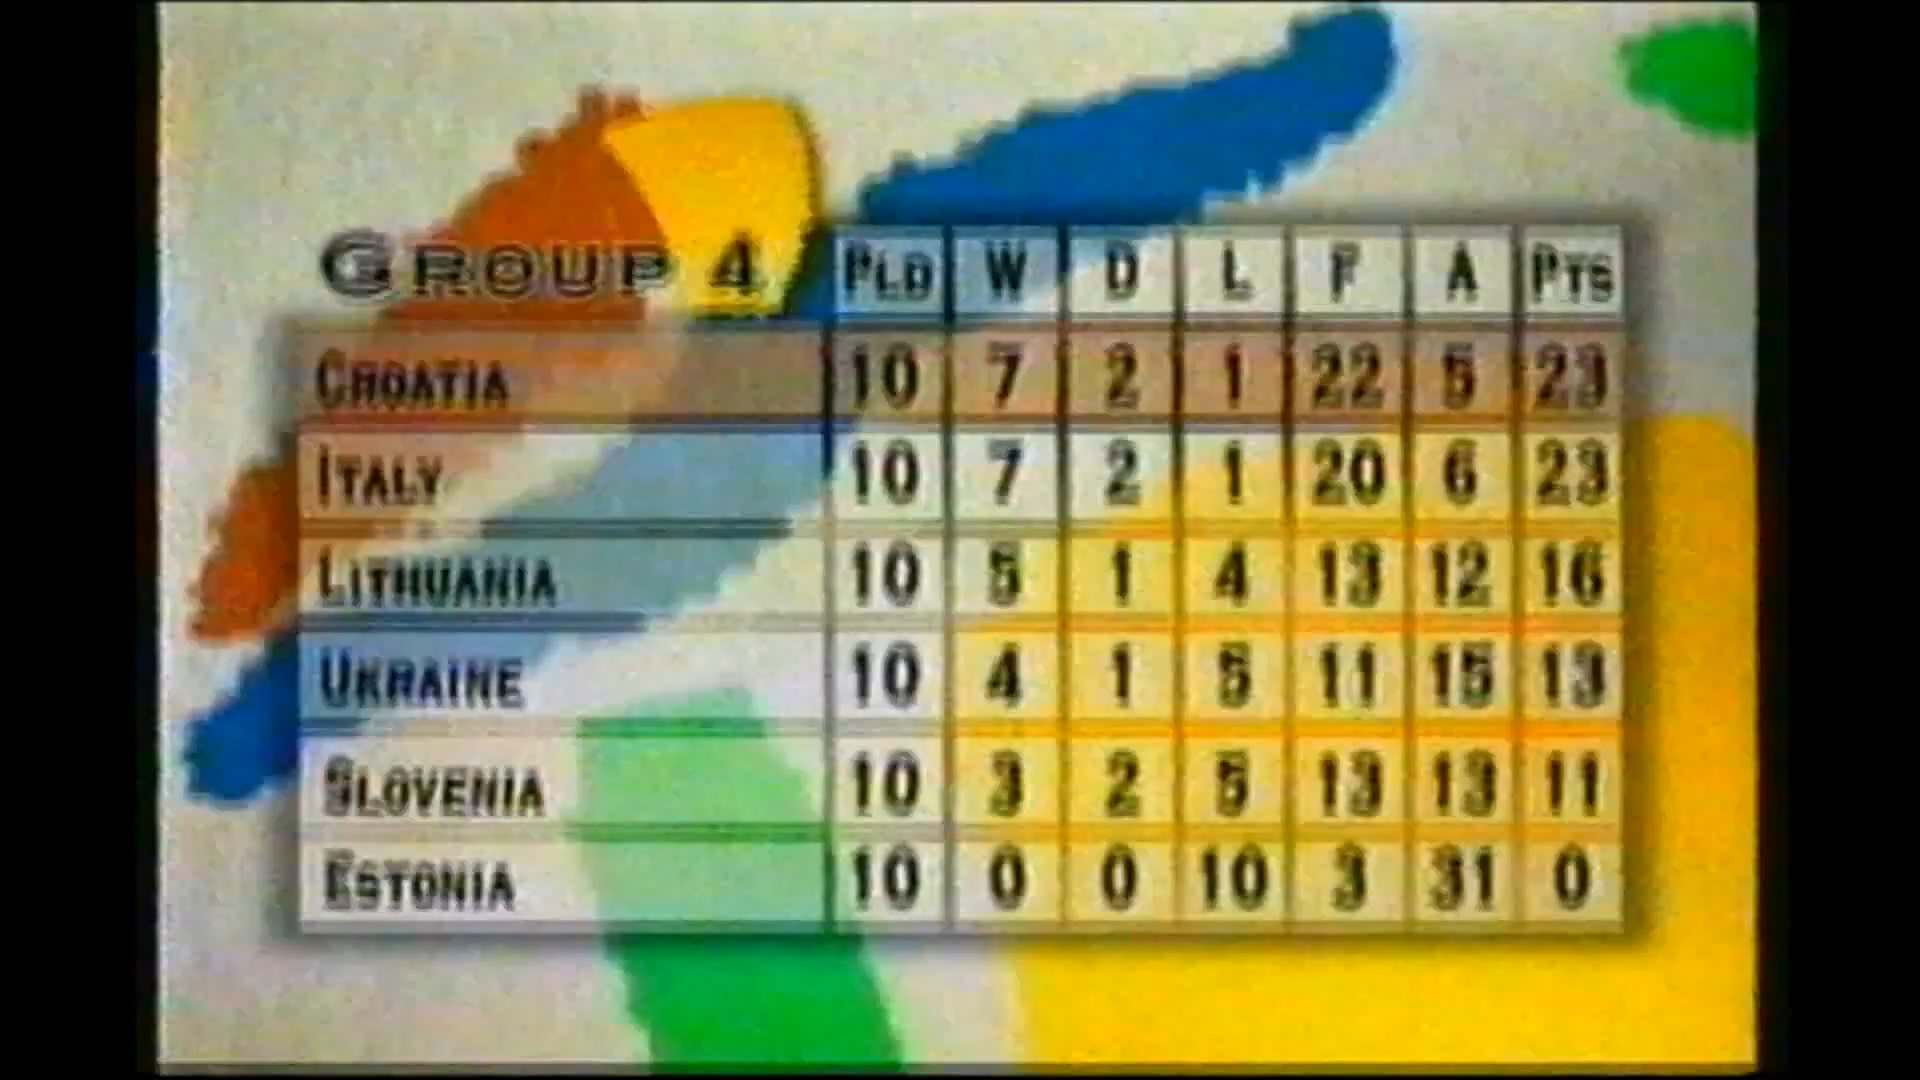 GROUP 4 PLD W D L F A PTS
CROATIA 10 7 2 1 22 5 23
ITALY 10 7 2 1 20 6 23
LITHUANIA 10 5 1 4 13 12 16
UKRAINE 10 4 1 5 11 15 13
SLOVENIA 10 3 2 5 13 13 11
ESTONIA 10 0 0 10 3 31 0